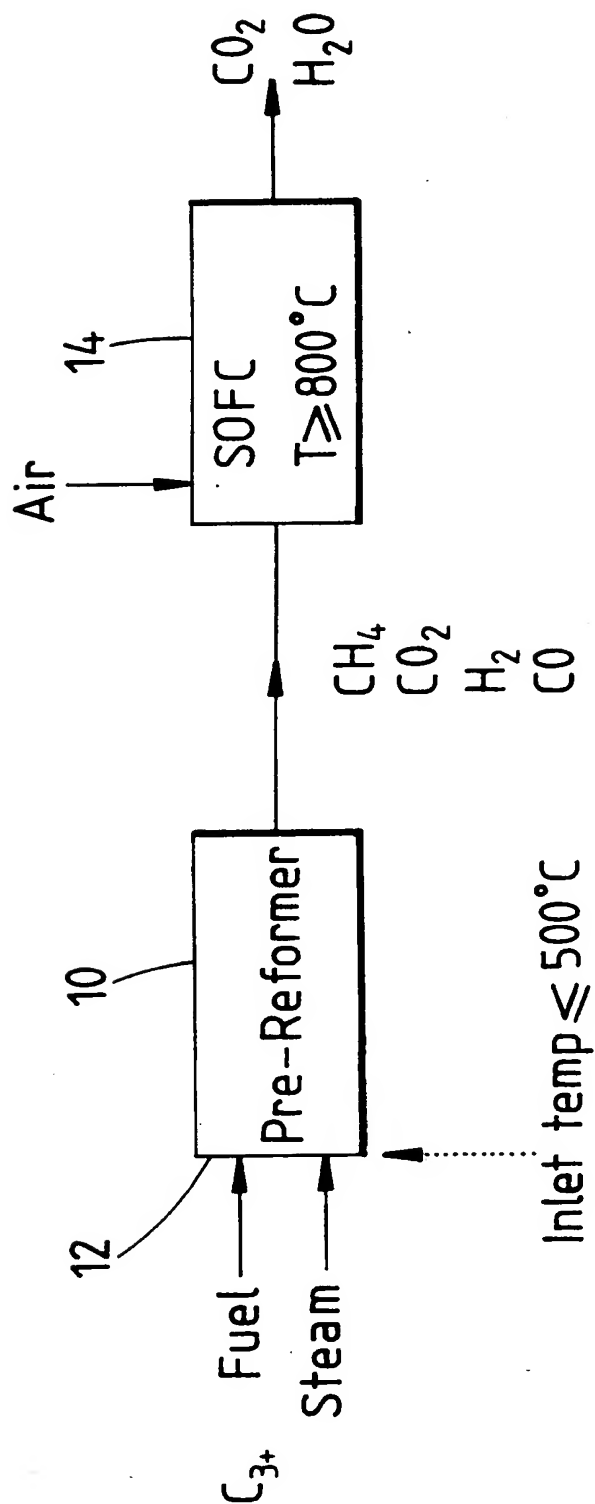 C₃₊
Fuel
Steam
12
10
Pre-Reformer
Inlet temp ⩽ 500°C
CH₄
CO₂
H₂
CO
Air
14
SOFC
T ⩾ 800°C
CO₂
H₂O